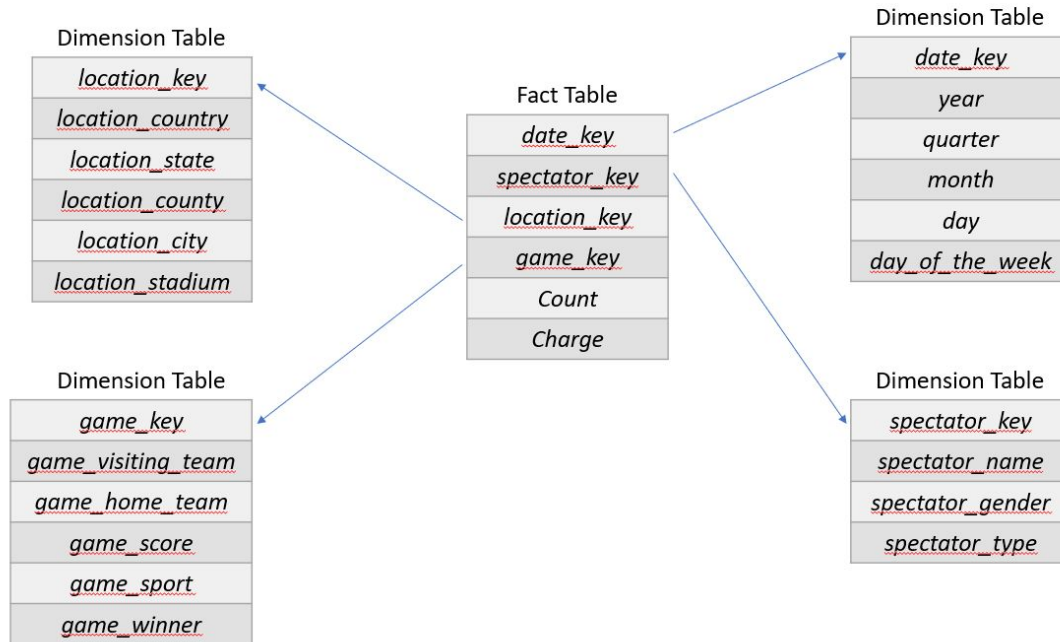 Dimension Table
location_key
location_country
location_state
location_county
location_city
location_stadium
Fact Table
date_key
spectator_key
location_key
game_key
Count
Charge
Dimension Table
date_key
year
quarter
month
day
day_of_the_week
Dimension Table
game_key
game_visiting_team
game_home_team
game_score
game_sport
game_winner
Dimension Table
spectator_key
spectator_name
spectator_gender
spectator_type